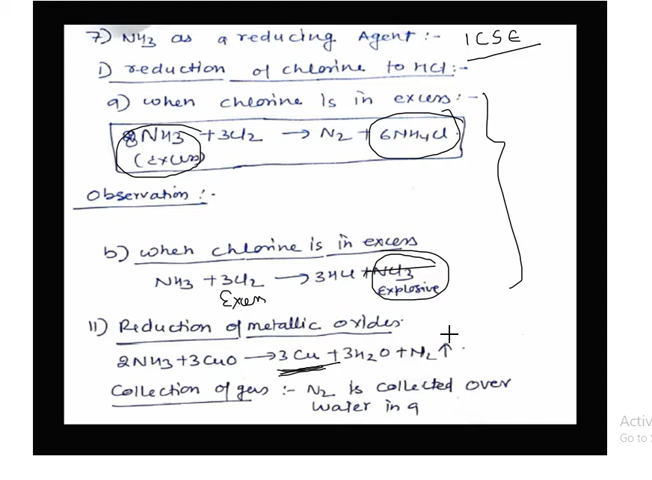 7) NH3 as a reducing Agent :- ICSE
1) reduction of chlorine to HCl:-
a) when chlorine is in excess:-
8NH3 + 3Cl2 → N2 + 6NH4Cl.
(Excess)
Observation :-
b) when chlorine is in excess
NH3 + 3Cl2 → 3HCl + NCl3
Excess Explosive
11) Reduction of metallic oxides.
2NH3 + 3CuO → 3Cu + 3H2O + N2 ↑.
Collection of gas :- N2 is collected over
water in a
Activ
Go to S